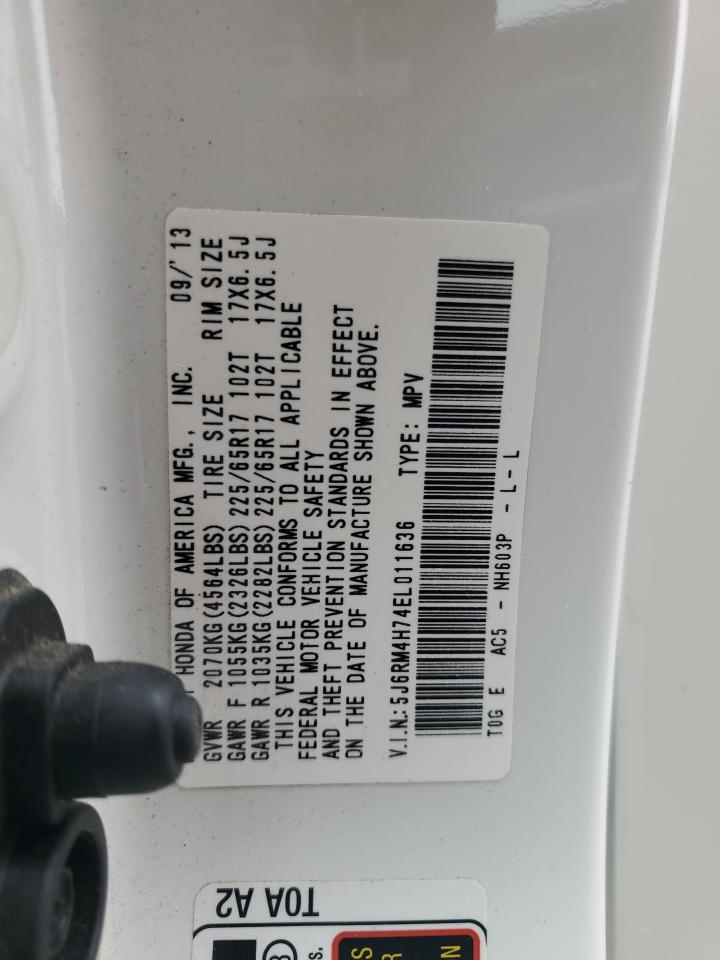 HONDA OF AMERICA MFG., INC. 09/'13
GVWR 2070KG(4564LBS) TIRE SIZE RIM SIZE
GAWR F 1055KG(2326LBS) 225/65R17 102T 17X6.5J
GAWR R 1035KG(2282LBS) 225/65R17 102T 17X6.5J
THIS VEHICLE CONFORMS TO ALL APPLICABLE
FEDERAL MOTOR VEHICLE SAFETY
AND THEFT PREVENTION STANDARDS IN EFFECT
ON THE DATE OF MANUFACTURE SHOWN ABOVE.
V.I.N.: 5J6RM4H74EL011636 TYPE: MPV
T0G E AC5 - NH603P - L - L
T0A A2